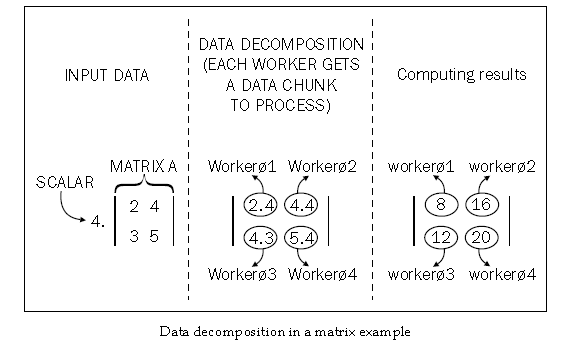 INPUT DATA
SCALAR
MATRIX A
4.
2 4
3 5
DATA DECOMPOSITION
(EACH WORKER GETS
A DATA CHUNK
TO PROCESS)
Workerø1 Workerø2
2.4 4.4
4.3 5.4
Workerø3 Workerø4
Computing results
workerø1 workerø2
8 16
12 20
workerø3 workerø4
Data decomposition in a matrix example